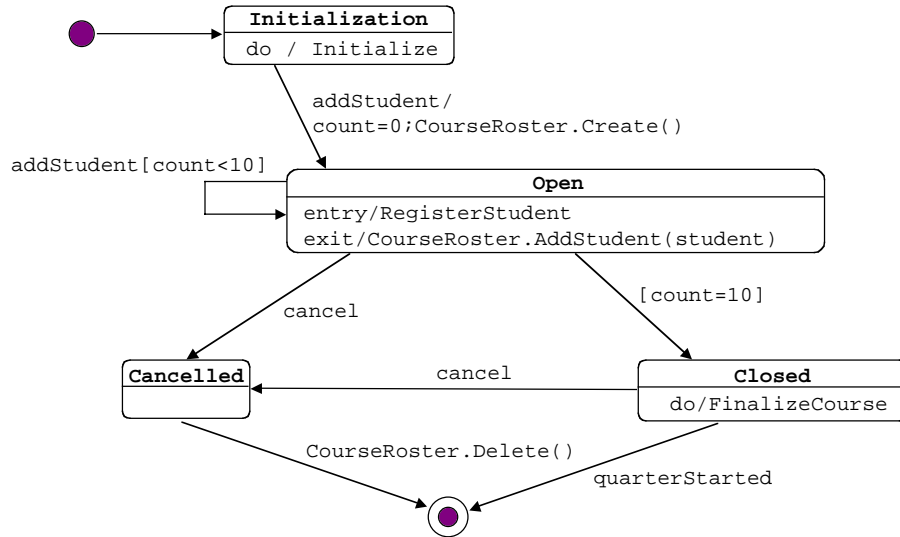 Initialization
do / Initialize
addStudent/
count=0;CourseRoster.Create()
addStudent[count<10]
Open
entry/RegisterStudent
exit/CourseRoster.AddStudent(student)
[count=10]
cancel
Cancelled
cancel
Closed
do/FinalizeCourse
CourseRoster.Delete()
quarterStarted